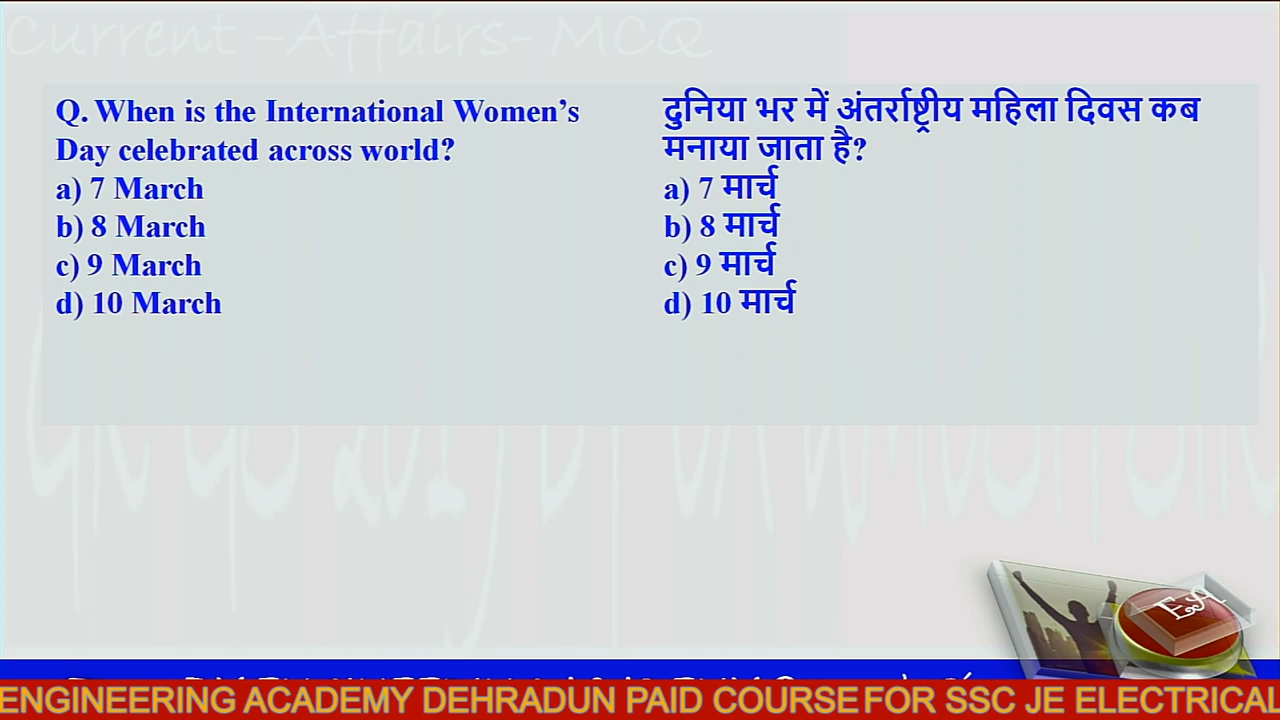 Current -Affairs- MCQ
Q. When is the International Women’s
Day celebrated across world?
a) 7 March
b) 8 March
c) 9 March
d) 10 March
दुनिया भर में अंतर्राष्ट्रीय महिला दिवस कब
मनाया जाता है?
a) 7 मार्च
b) 8 मार्च
c) 9 मार्च
d) 10 मार्च
EA
ENGINEERING ACADEMY DEHRADUN PAID COURSE FOR SSC JE ELECTRICAL